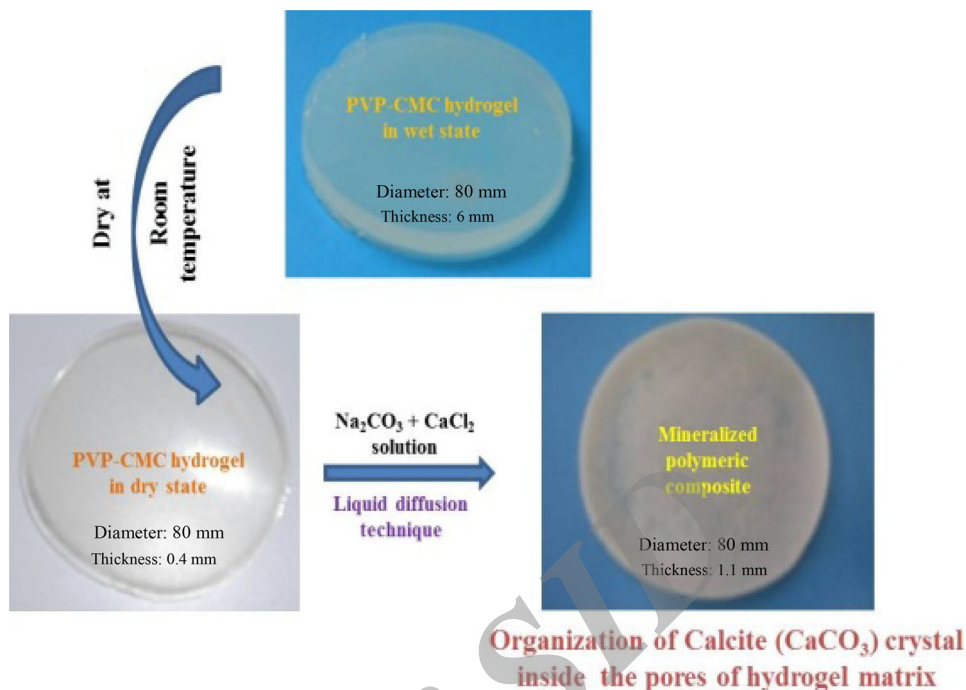 PVP-CMC hydrogel
in wet state
Diameter: 80 mm
Thickness: 6 mm
Dry at
Room
temperature
PVP-CMC hydrogel
in dry state
Diameter: 80 mm
Thickness: 0.4 mm
Na₂CO₃ + CaCl₂
solution
Liquid diffusion
technique
Mineralized
polymeric
composite
Diameter: 80 mm
Thickness: 1.1 mm
Organization of Calcite (CaCO₃) crystal
inside the pores of hydrogel matrix